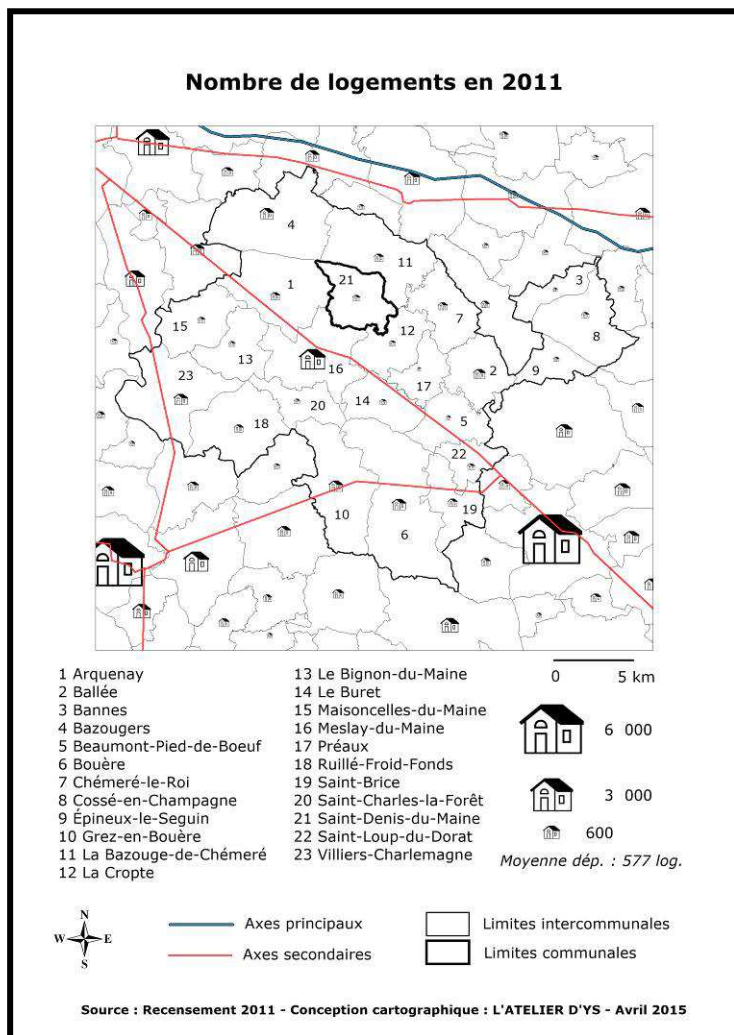 Nombre de logements en 2011
4
11
3
1
21
7
8
12
15
13
16
2
9
17
23
20
14
5
18
22
10
6
19
1 Arquenay
2 Ballée
3 Bannes
4 Bazougers
5 Beaumont-Pied-de-Boeuf
6 Bouère
7 Chémeré-le-Roi
8 Cossé-en-Champagne
9 Épineux-le-Seguin
10 Grez-en-Bouère
11 La Bazouge-de-Chémeré
12 La Cropte
13 Le Bignon-du-Maine
14 Le Buret
15 Maisoncelles-du-Maine
16 Meslay-du-Maine
17 Préaux
18 Ruillé-Froid-Fonds
19 Saint-Brice
20 Saint-Charles-la-Forêt
21 Saint-Denis-du-Maine
22 Saint-Loup-du-Dorat
23 Villiers-Charlemagne
0 5 km
6 000
3 000
600
Moyenne dép. : 577 log.
N
W E
S
Axes principaux
Axes secondaires
Limites intercommunales
Limites communales
Source : Recensement 2011 - Conception cartographique : L'ATELIER D'YS - Avril 2015